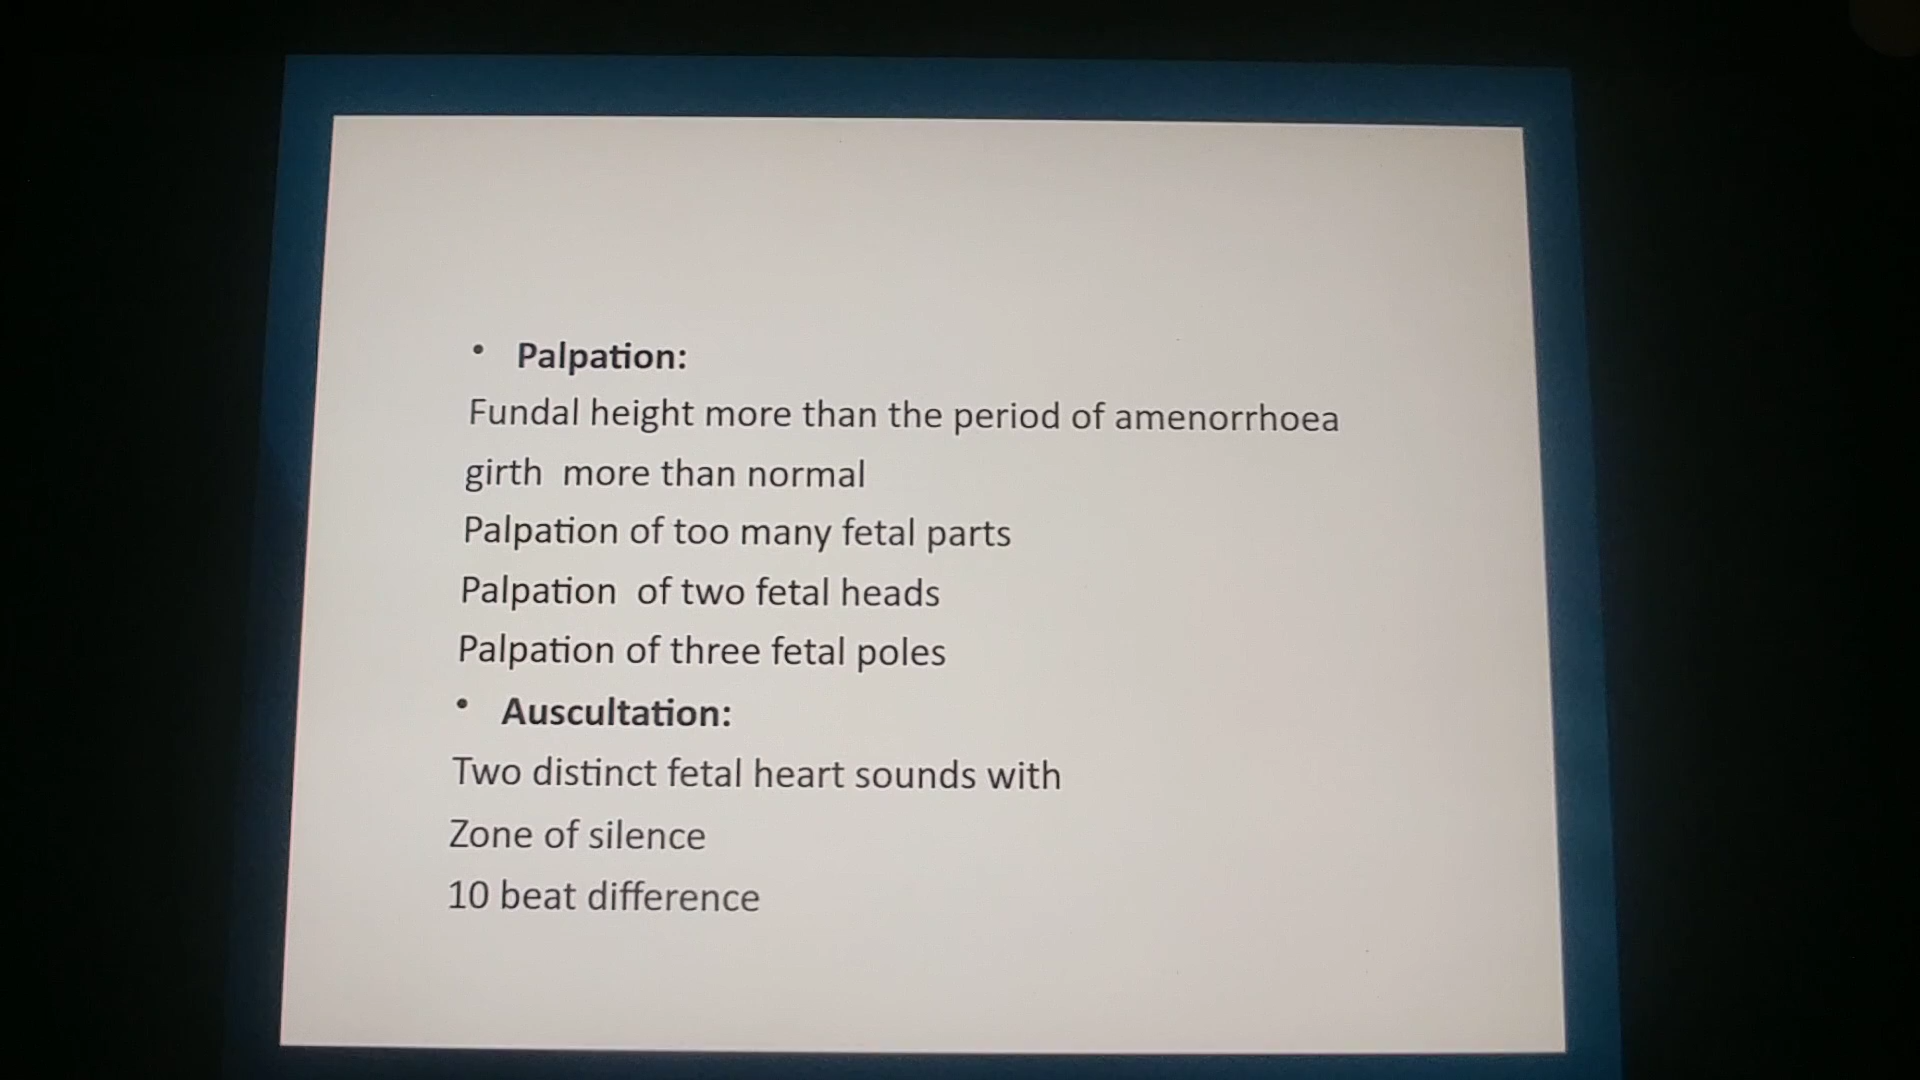 • Palpation:
Fundal height more than the period of amenorrhoea
girth more than normal
Palpation of too many fetal parts
Palpation of two fetal heads
Palpation of three fetal poles
• Auscultation:
Two distinct fetal heart sounds with
Zone of silence
10 beat difference